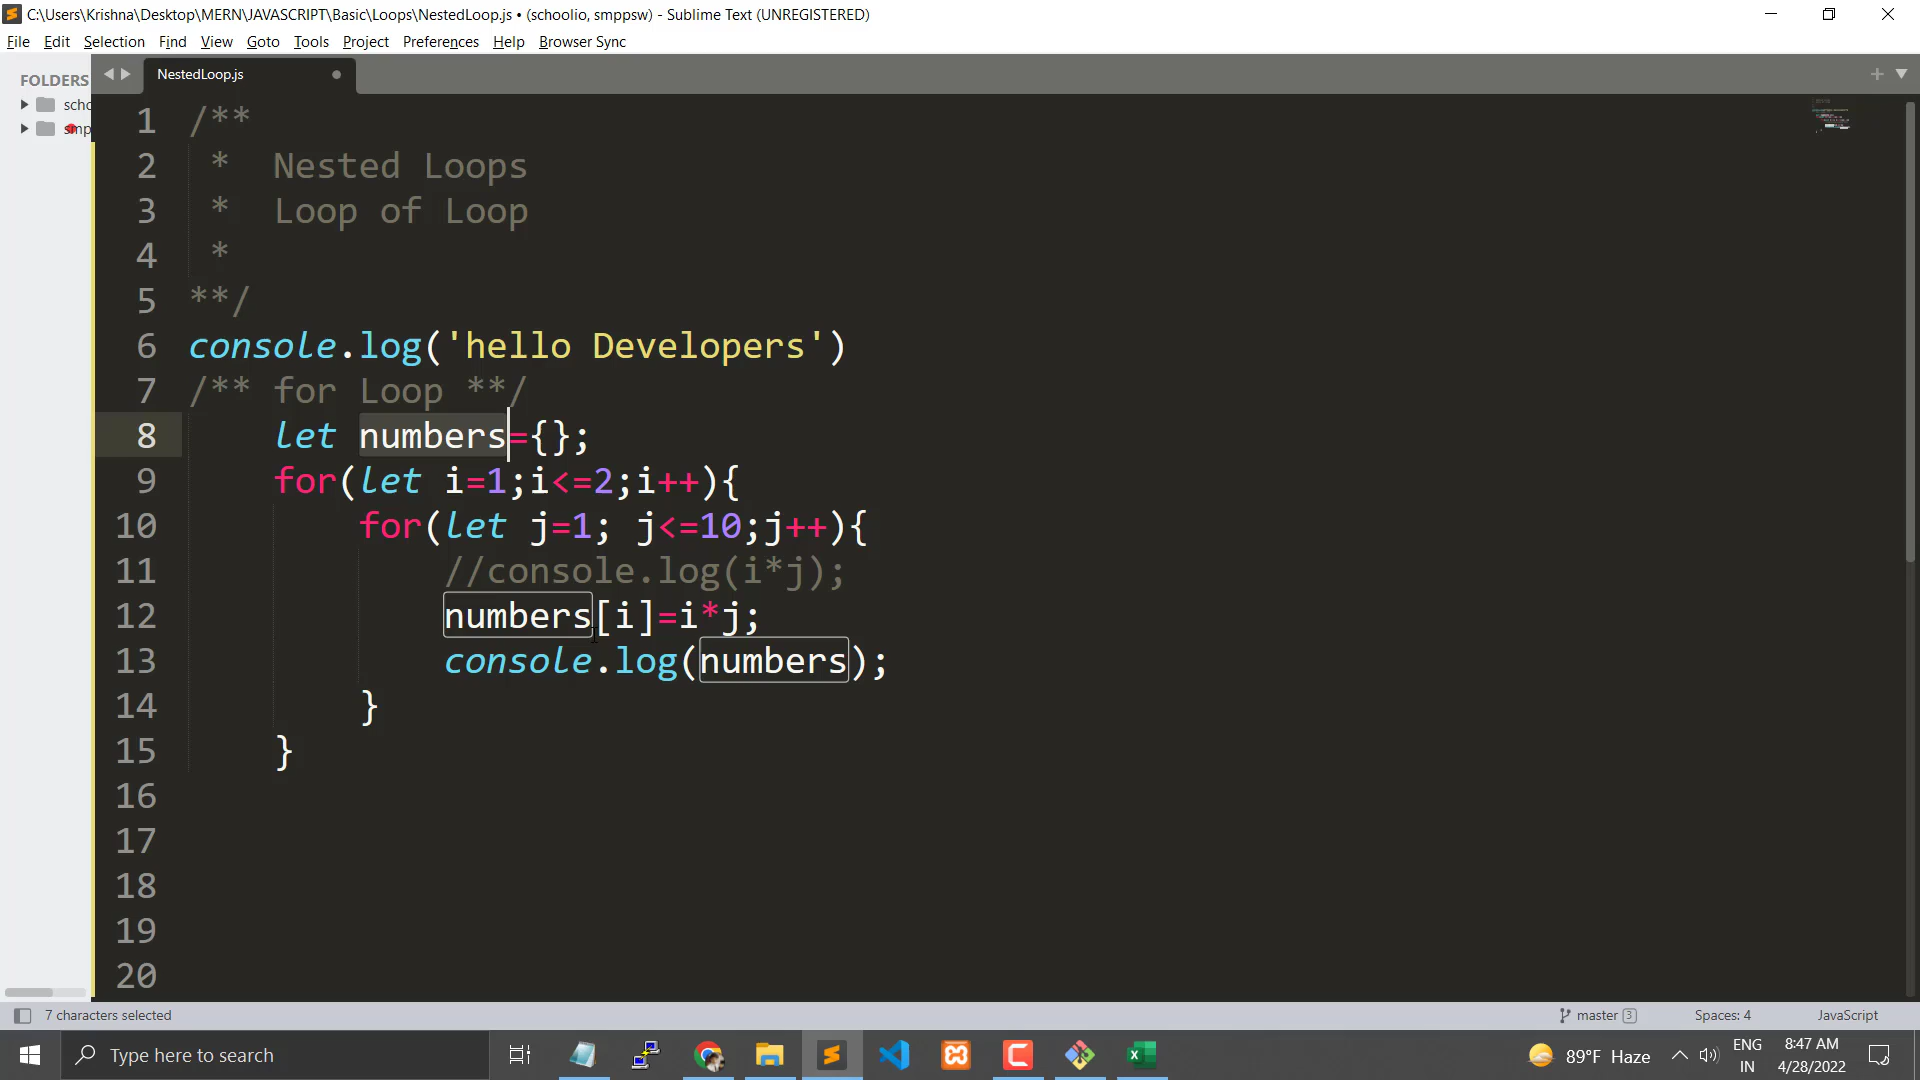 C:\Users\Krishna\Desktop\MERN\JAVASCRIPT\Basic\Loops\NestedLoop.js • (schoolio, smppsw) - Sublime Text (UNREGISTERED)
File Edit Selection Find View Goto Tools Project Preferences Help Browser Sync
FOLDERS
NestedLoop.js
scho
smpp
1 /**
2 * Nested Loops
3 * Loop of Loop
4 *
5 **/
6 console.log('hello Developers')
7 /** for Loop **/
8 let numbers={};
9 for(let i=1;i<=2;i++){
10 for(let j=1; j<=10;j++){
11 //console.log(i*j);
12 numbers[i]=i*j;
13 console.log(numbers);
14 }
15 }
16
17
18
19
20
7 characters selected
master 3
Spaces: 4
JavaScript
Type here to search
89°F Haze
ENG
IN
8:47 AM
4/28/2022